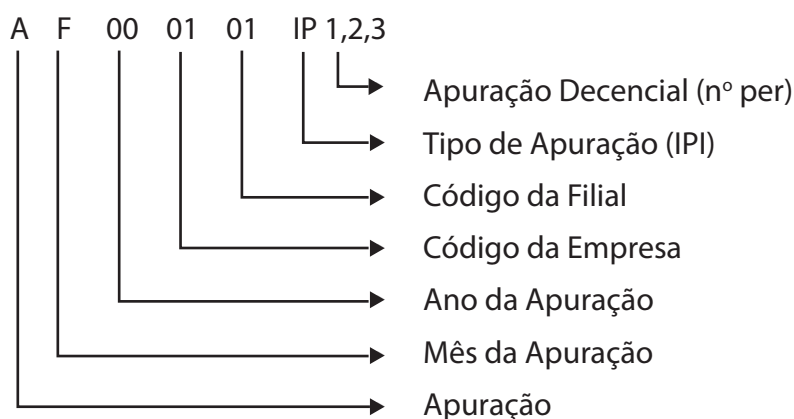 A F 00 01 01 IP 1,2,3
Apuração Decencial (nº per)
Tipo de Apuração (IPI)
Código da Filial
Código da Empresa
Ano da Apuração
Mês da Apuração
Apuração